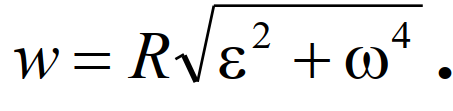 w = R√(ε² + ω⁴) .